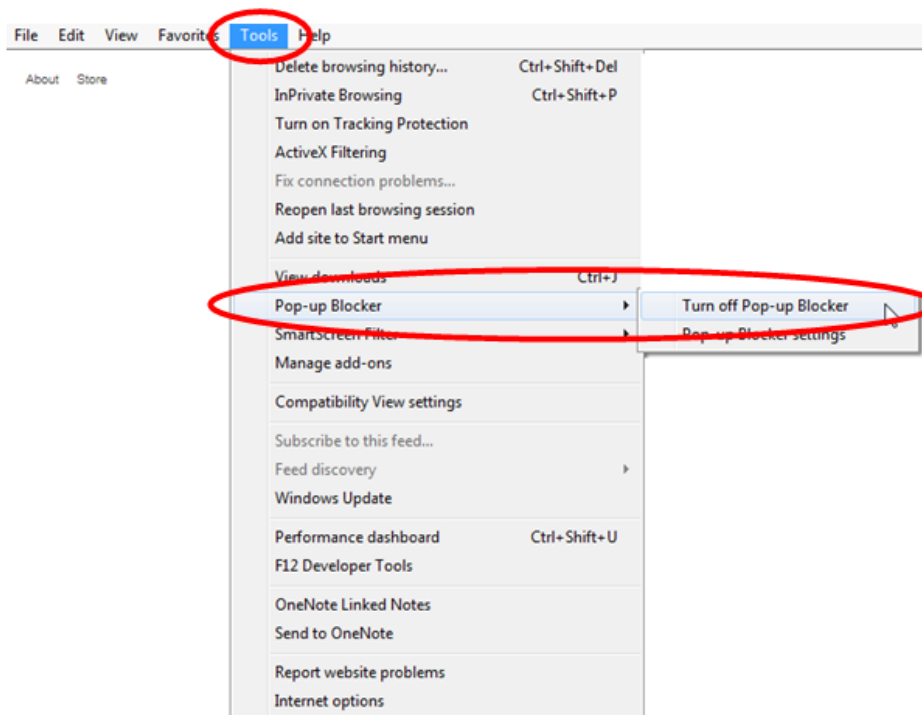 File Edit View Favorites Tools Help
About Store
Delete browsing history... Ctrl+Shift+Del
InPrivate Browsing Ctrl+Shift+P
Turn on Tracking Protection
ActiveX Filtering
Fix connection problems...
Reopen last browsing session
Add site to Start menu
View downloads Ctrl+J
Pop-up Blocker Turn off Pop-up Blocker
SmartScreen Filter Pop-up Blocker settings
Manage add-ons
Compatibility View settings
Subscribe to this feed...
Feed discovery
Windows Update
Performance dashboard Ctrl+Shift+U
F12 Developer Tools
OneNote Linked Notes
Send to OneNote
Report website problems
Internet options